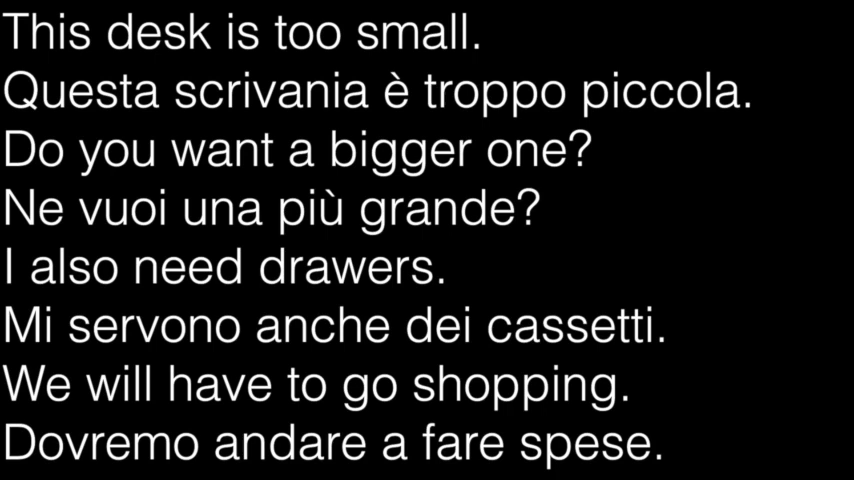 This desk is too small.
Questa scrivania è troppo piccola.
Do you want a bigger one?
Ne vuoi una più grande?
I also need drawers.
Mi servono anche dei cassetti.
We will have to go shopping.
Dovremo andare a fare spese.